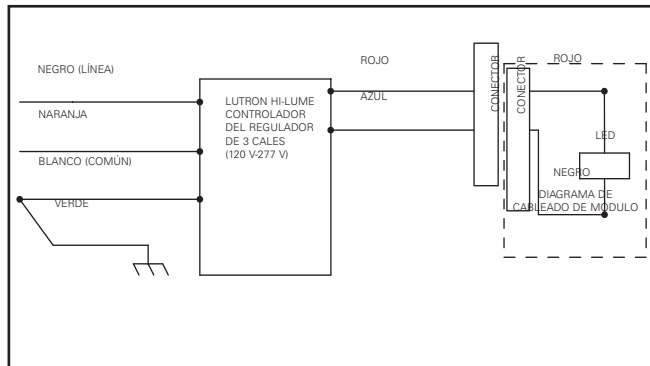 NEGRO (LÍNEA)
NARANJA
BLANCO (COMÚN)
VERDE
LUTRON HI-LUME
CONTROLADOR
DEL REGULADOR
DE 3 CALES
(120 V-277 V)
ROJO
AZUL
CONECTOR
CONECTOR
ROJO
LED
NEGRO
DIAGRAMA DE
CABLEADO DE MÓDULO